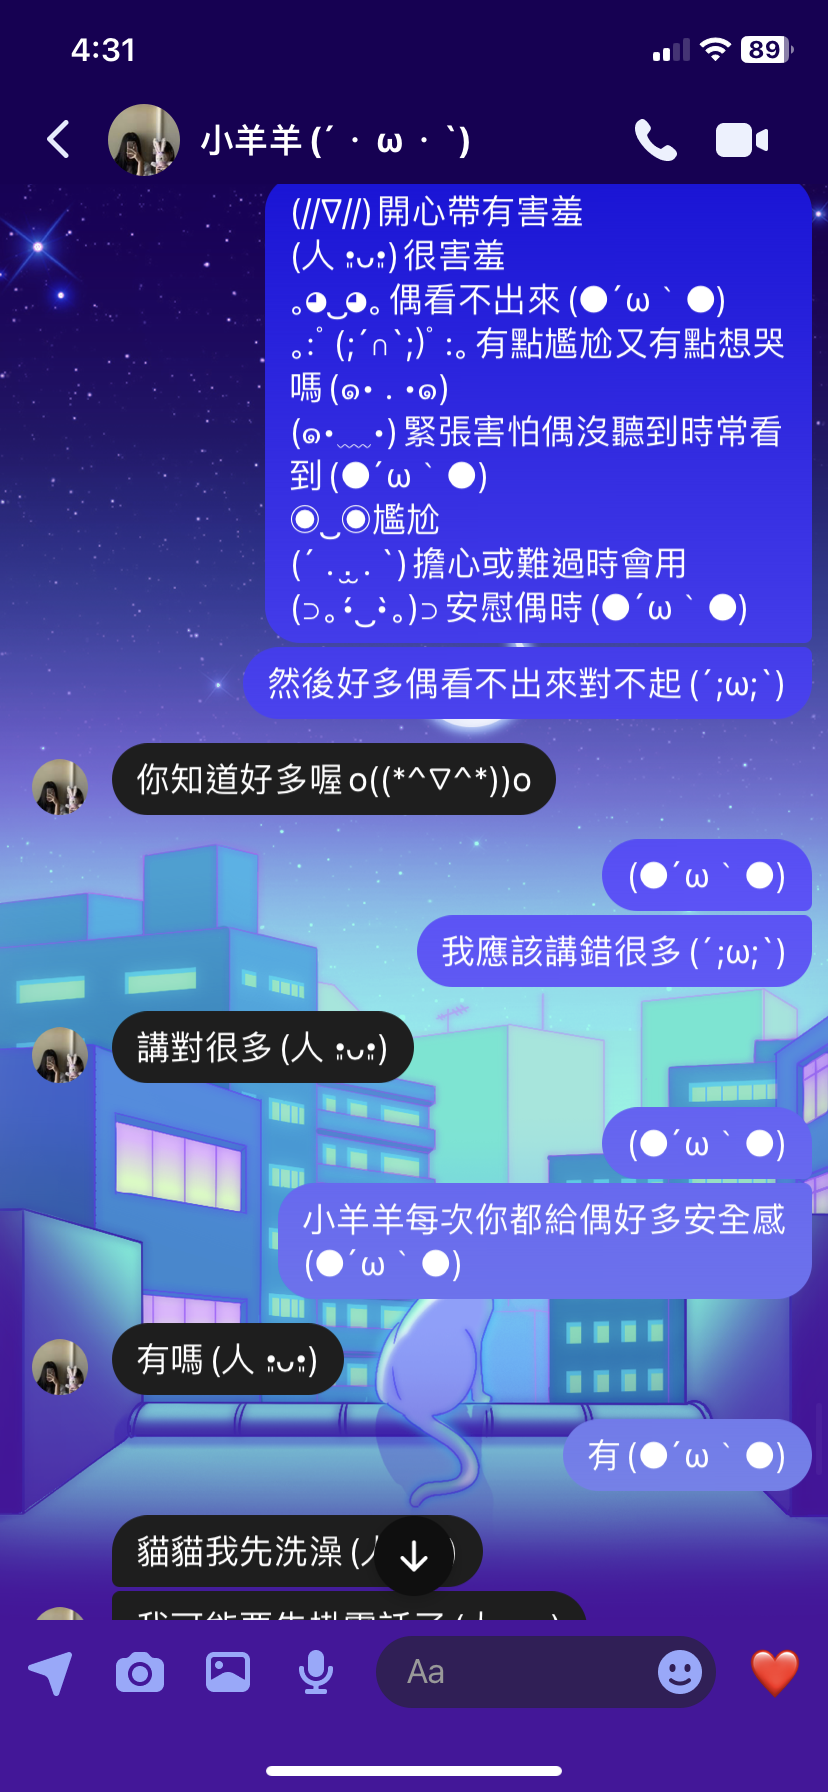 4:31
89
小羊羊 (´・ω・`)
(//∇//) 開心帶有害羞
(人 •͈ᴗ•͈) 很害羞
｡◕‿◕｡ 偶看不出來 (●´ω｀●)
｡:ﾟ(;´∩`;)ﾟ:｡ 有點尷尬又有點想哭
嗎 (๑• . •๑)
(๑•﹏•) 緊張害怕偶沒聽到時常看
到 (●´ω｀●)
◉‿◉尷尬
(´ . .̫ . `) 擔心或難過時會用
(⊃｡•́‿•̀｡)⊃ 安慰偶時 (●´ω｀●)
然後好多偶看不出來對不起 (´;ω;`)
你知道好多喔 o((*^▽^*))o
(●´ω｀●)
我應該講錯很多 (´;ω;`)
講對很多 (人 •͈ᴗ•͈)
(●´ω｀●)
小羊羊每次你都給偶好多安全感
(●´ω｀●)
有嗎 (人 •͈ᴗ•͈)
有 (●´ω｀●)
貓貓我先洗澡
Aa